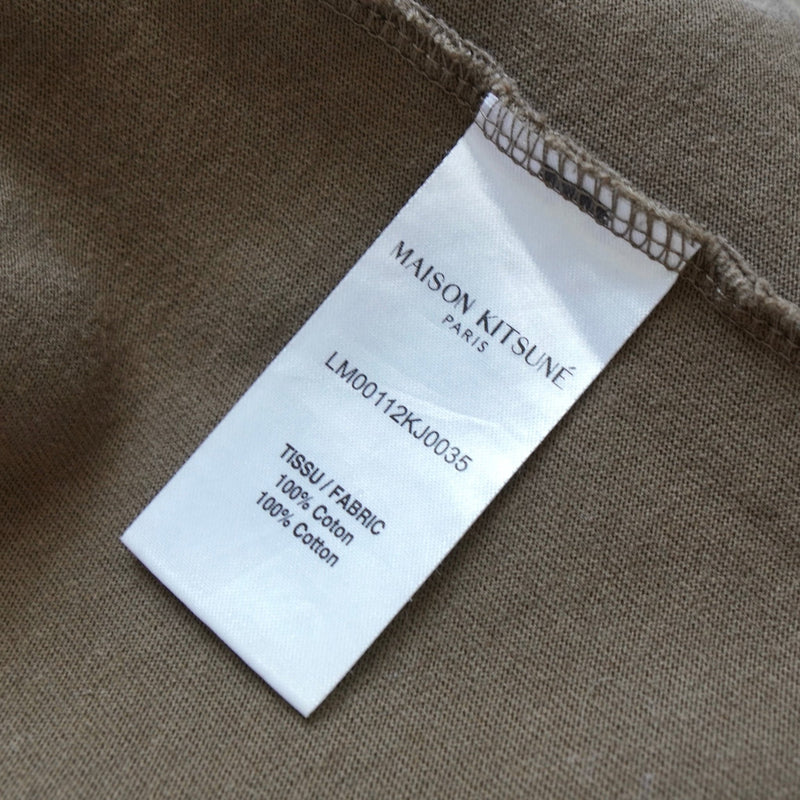 MAISON KITSUNÉ
PARIS
LM00112KJ0035
TISSU / FABRIC
100% Coton
100% Cotton